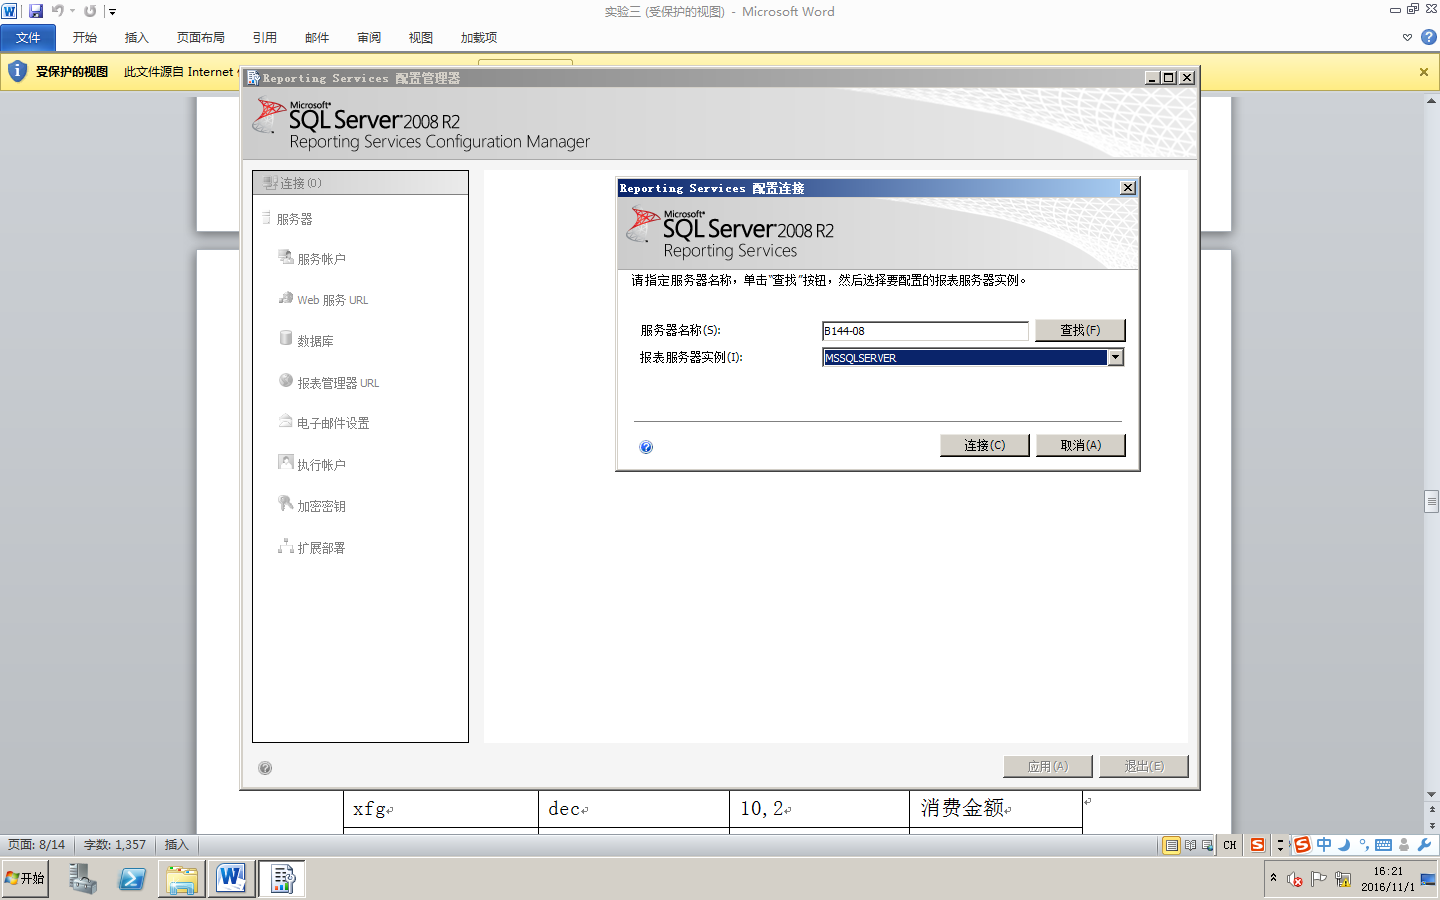 实验三 (受保护的视图) - Microsoft Word
文件 开始 插入 页面布局 引用 邮件 审阅 视图 加载项
受保护的视图 此文件源自 Internet
Reporting Services 配置管理器
Microsoft
SQL Server 2008 R2
Reporting Services Configuration Manager
连接(O)
服务器
服务帐户
Web 服务 URL
数据库
报表管理器 URL
电子邮件设置
执行帐户
加密密钥
扩展部署
Reporting Services 配置连接
Microsoft
SQL Server 2008 R2
Reporting Services
请指定服务器名称，单击"查找"按钮，然后选择要配置的报表服务器实例。
服务器名称(S): B144-08 查找(F)
报表服务器实例(I): MSSQLSERVER
连接(C) 取消(A)
应用(A) 退出(E)
xfg dec 10,2 消费金额
页面: 8/14 字数: 1,357 插入 CH 中
开始 16:21
2016/11/1